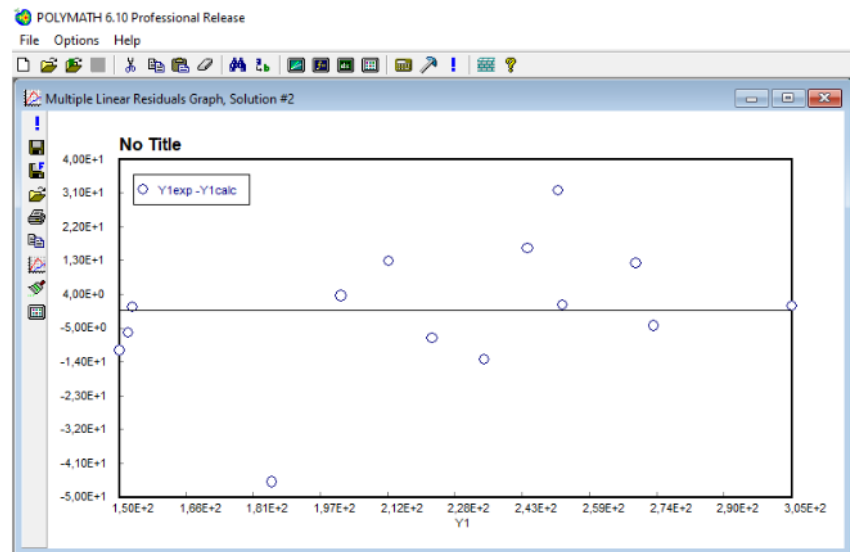 POLYMATH 6.10 Professional Release
File Options Help
Multiple Linear Residuals Graph, Solution #2
No Title
4,00E+1
Y1exp -Y1calc
3,10E+1
2,20E+1
1,30E+1
4,00E+0
-5,00E+0
-1,40E+1
-2,30E+1
-3,20E+1
-4,10E+1
-5,00E+1
1,50E+2 1,66E+2 1,81E+2 1,97E+2 2,12E+2 2,28E+2 2,43E+2 2,59E+2 2,74E+2 2,90E+2 3,05E+2
Y1